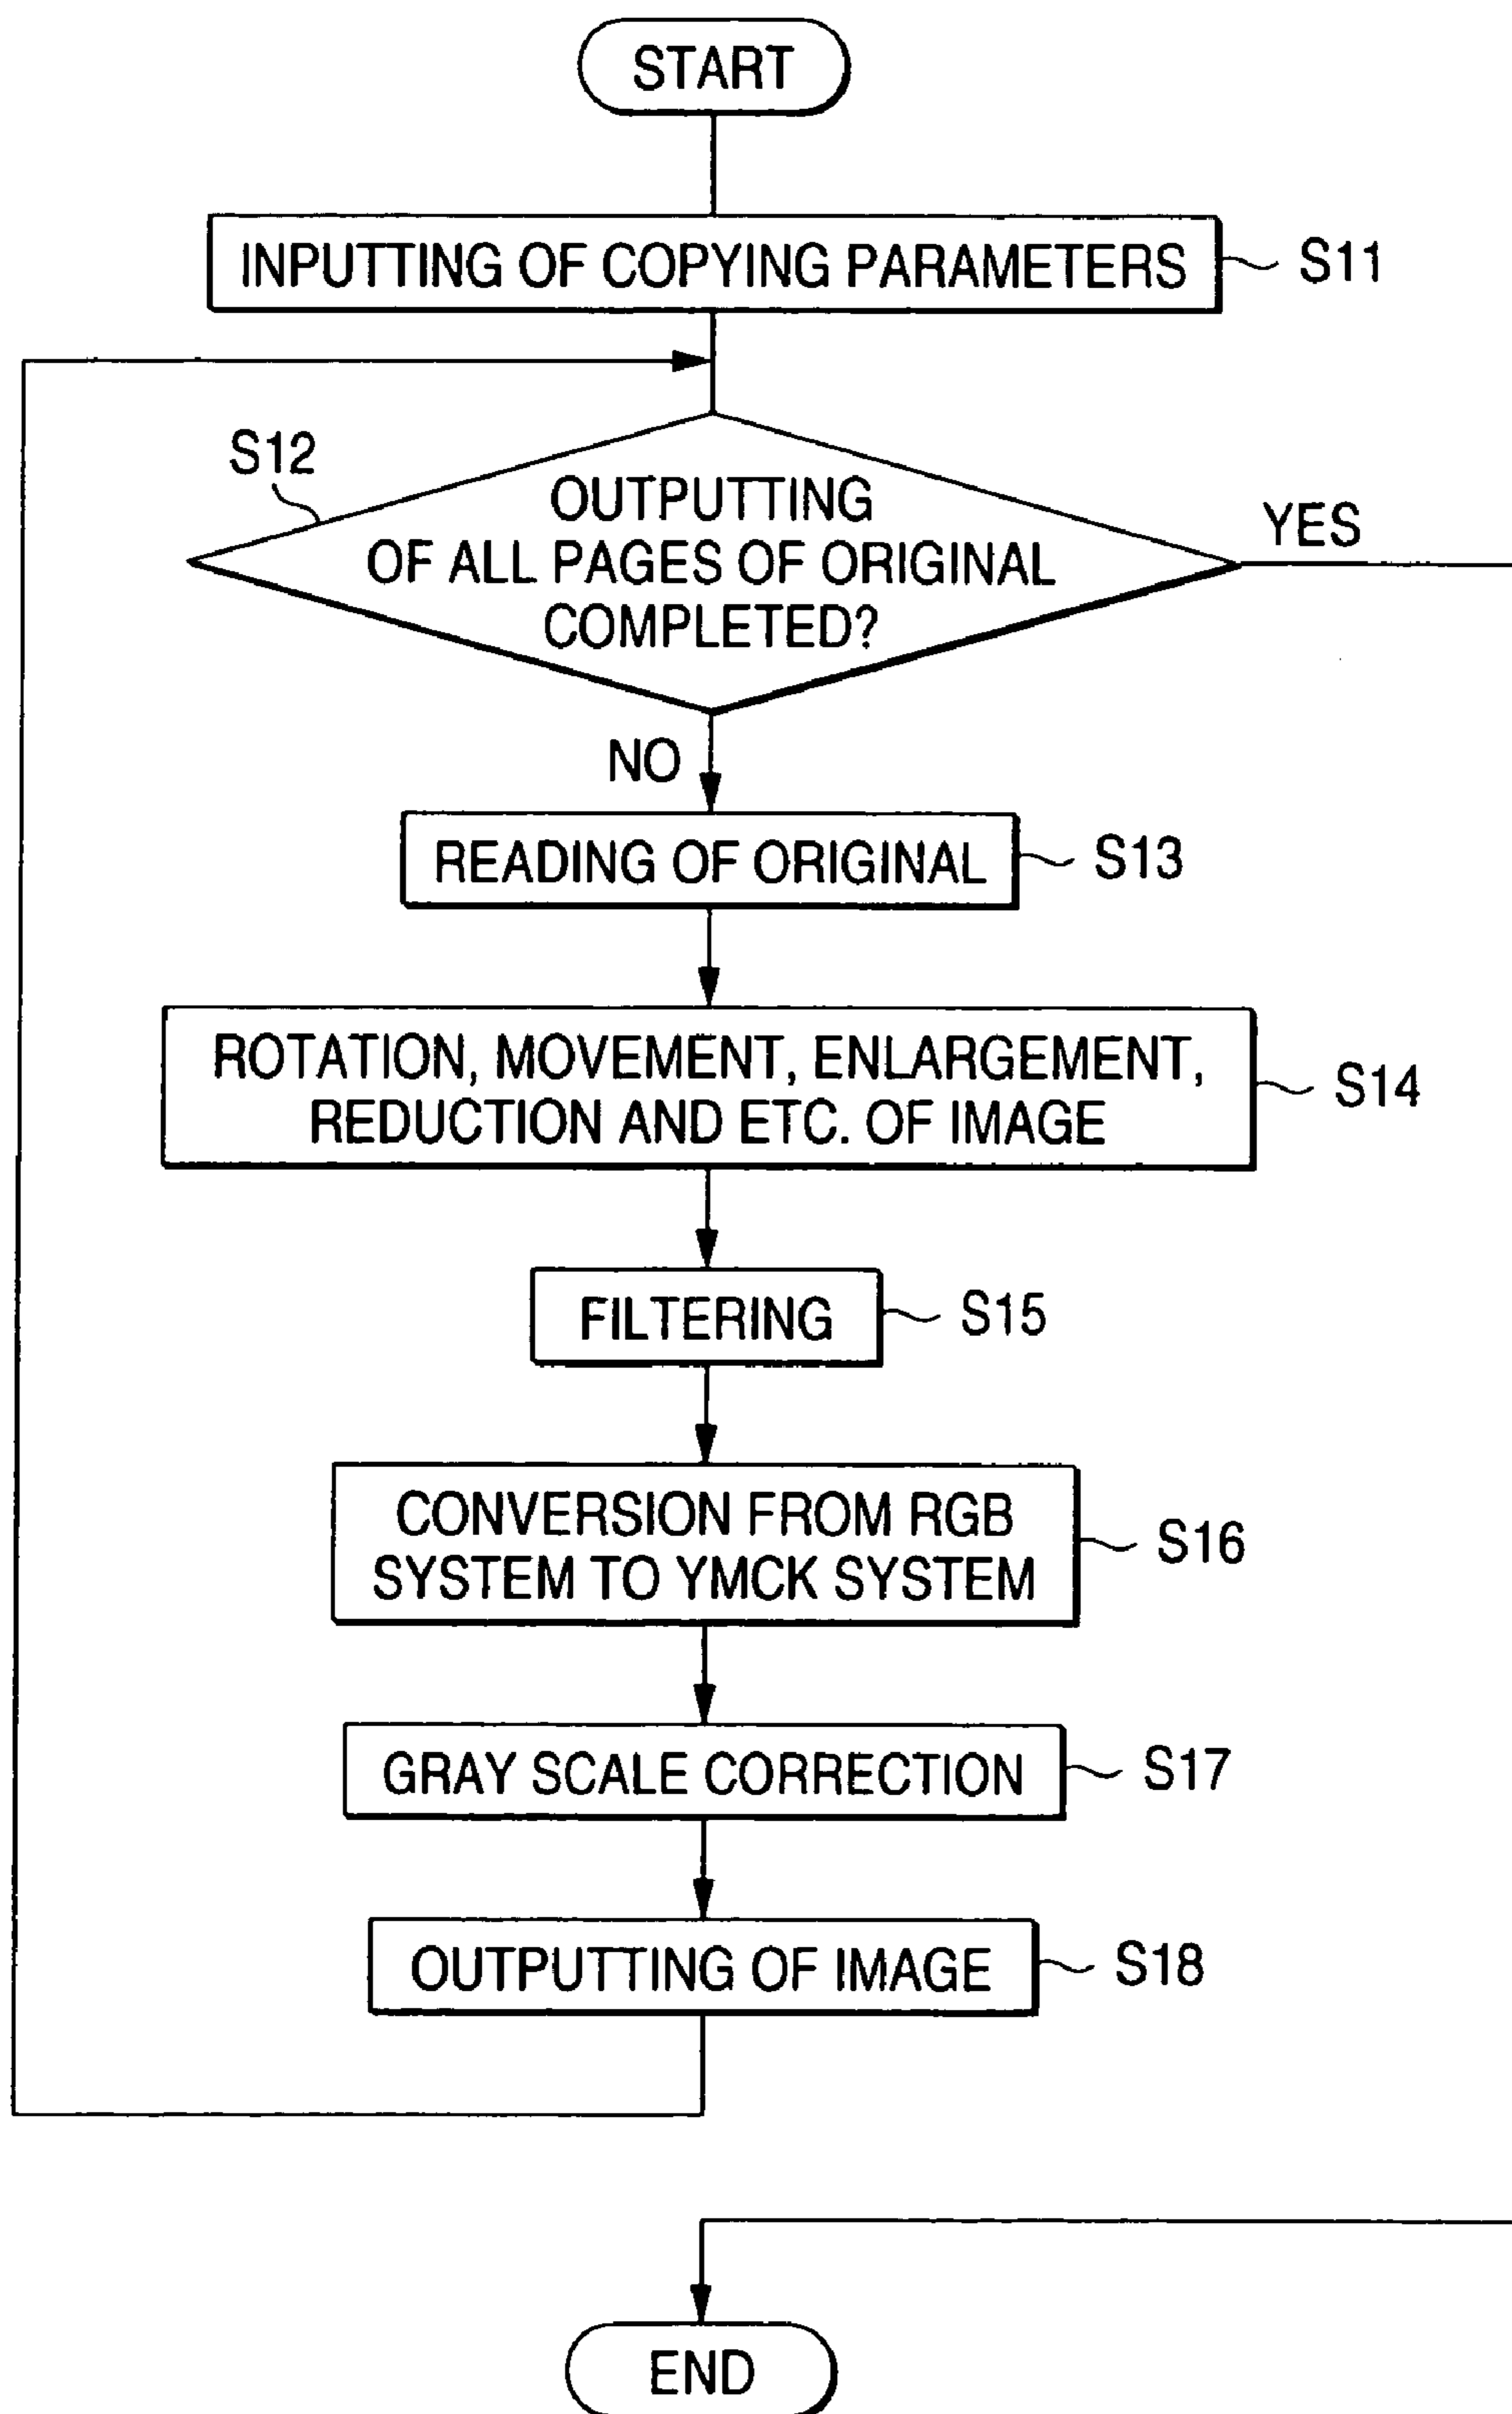 START
INPUTTING OF COPYING PARAMETERS
S11
S12
OUTPUTTING
OF ALL PAGES OF ORIGINAL
COMPLETED?
YES
NO
READING OF ORIGINAL
S13
ROTATION, MOVEMENT, ENLARGEMENT,
REDUCTION AND ETC. OF IMAGE
S14
FILTERING
S15
CONVERSION FROM RGB
SYSTEM TO YMCK SYSTEM
S16
GRAY SCALE CORRECTION
S17
OUTPUTTING OF IMAGE
S18
END